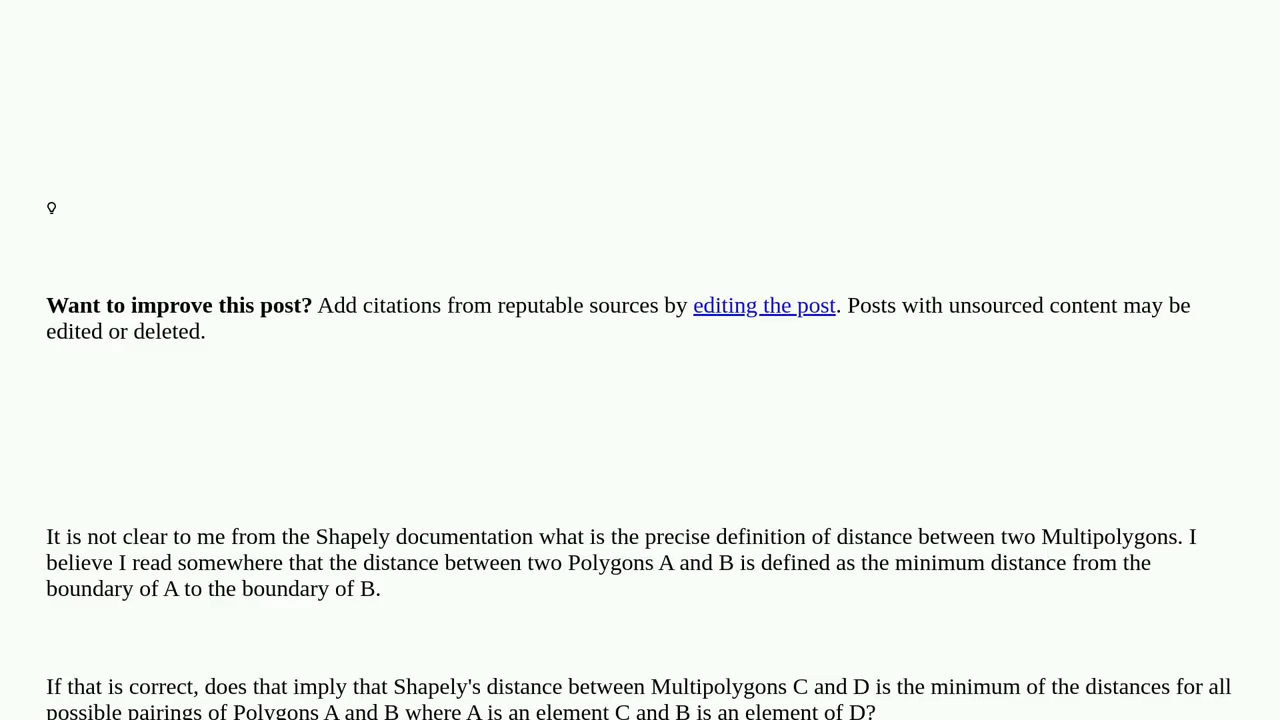 Want to improve this post? Add citations from reputable sources by editing the post. Posts with unsourced content may be
edited or deleted.
It is not clear to me from the Shapely documentation what is the precise definition of distance between two Multipolygons. I
believe I read somewhere that the distance between two Polygons A and B is defined as the minimum distance from the
boundary of A to the boundary of B.
If that is correct, does that imply that Shapely's distance between Multipolygons C and D is the minimum of the distances for all
possible pairings of Polygons A and B where A is an element C and B is an element of D?